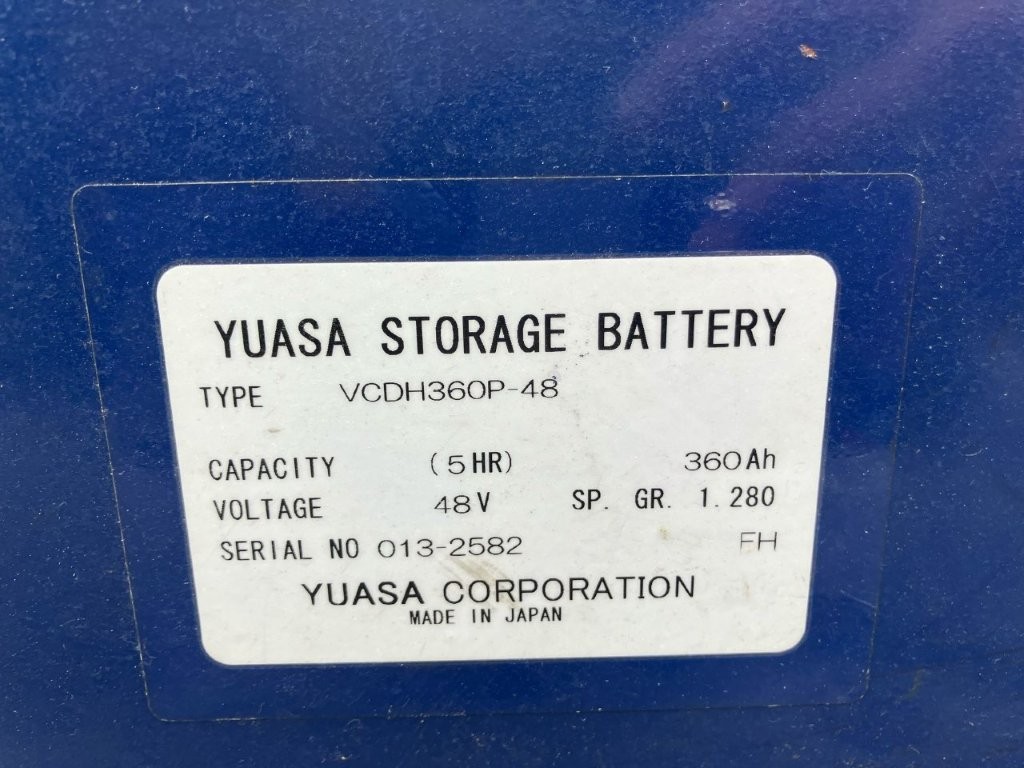 YUASA STORAGE BATTERY
TYPE VCDH360P-48
CAPACITY (5HR) 360Ah
VOLTAGE 48V SP. GR. 1.280
SERIAL NO 013-2582 FH
YUASA CORPORATION
MADE IN JAPAN